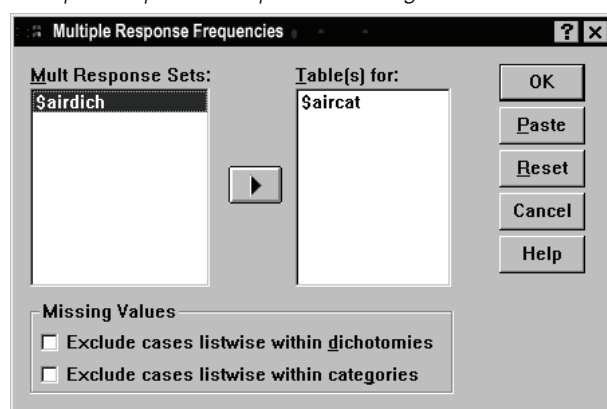 Multiple Response Frequencies
Mult Response Sets:
$airdich
Table(s) for:
$aircat
OK
Paste
Reset
Cancel
Help
Missing Values
Exclude cases listwise within dichotomies
Exclude cases listwise within categories